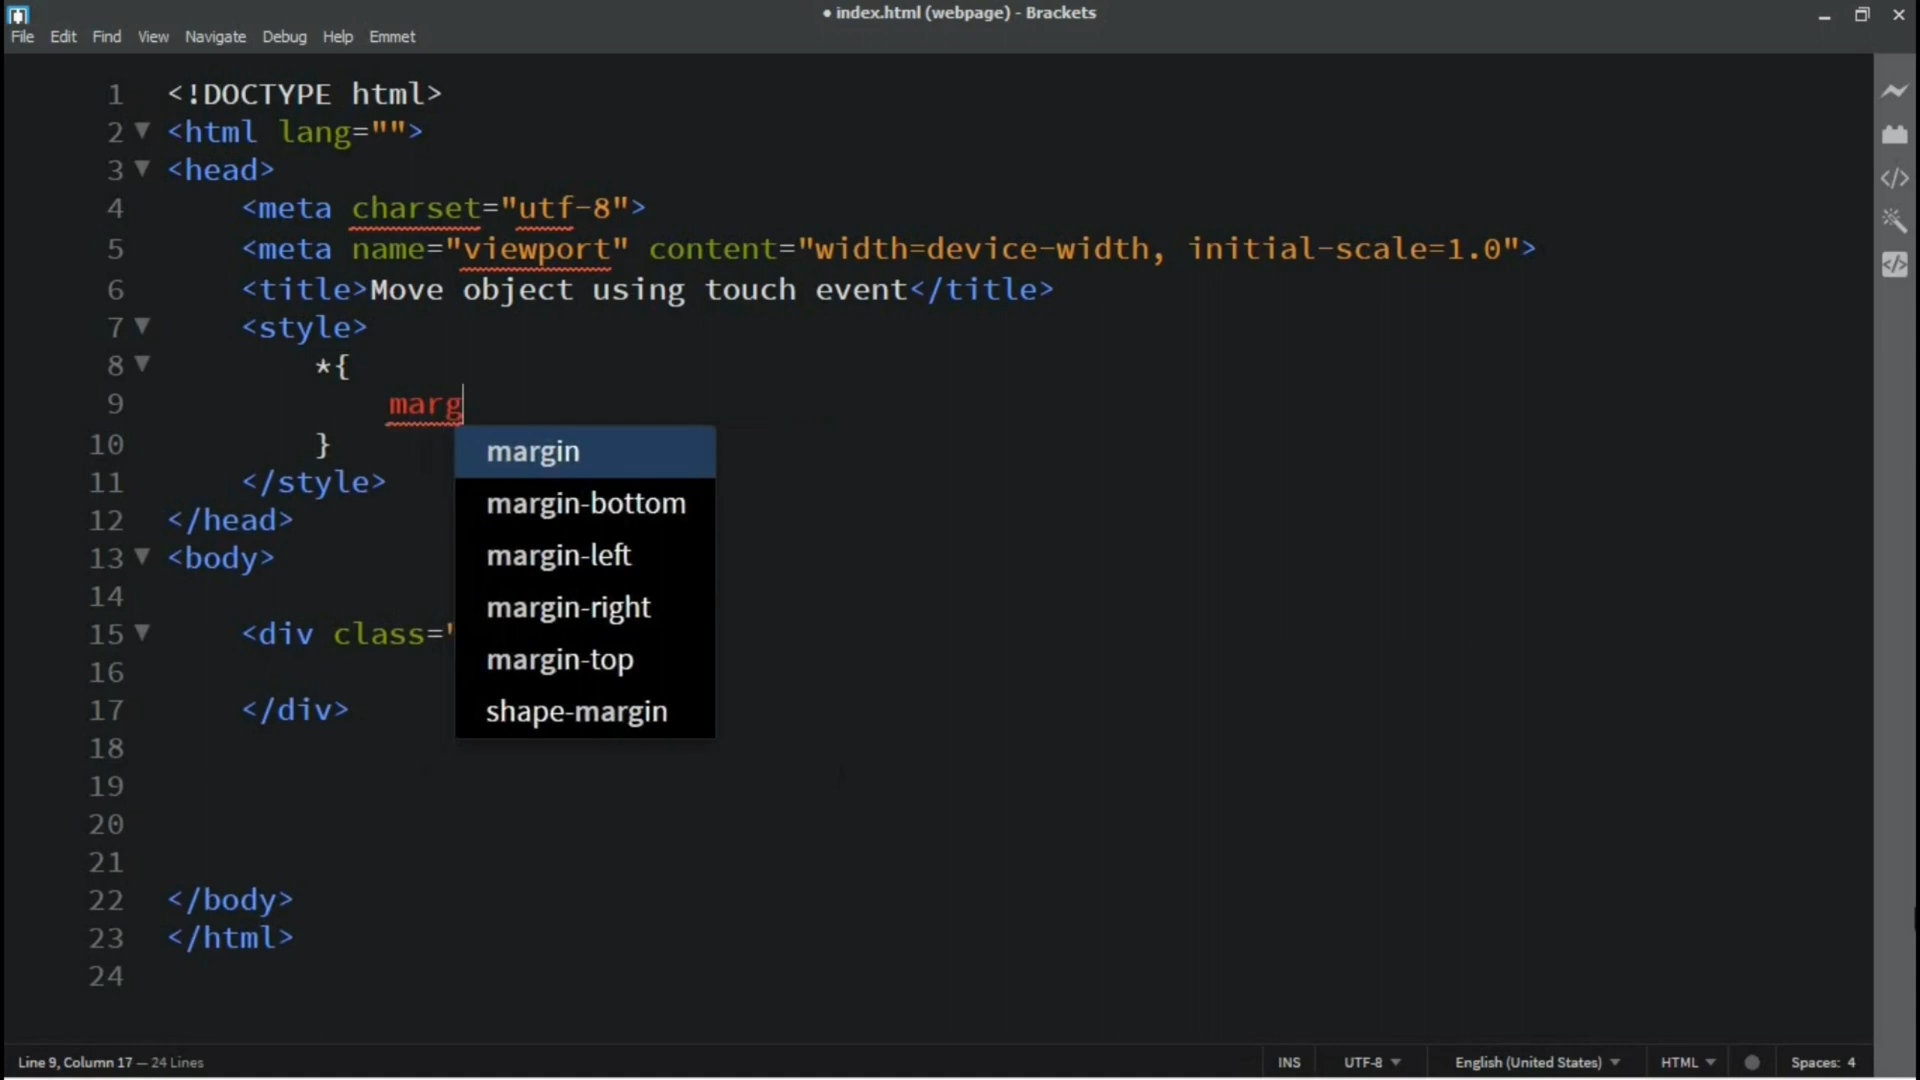 • index.html (webpage) - Brackets
File Edit Find View Navigate Debug Help Emmet
1 <!DOCTYPE html>
2 <html lang="">
3 <head>
4 <meta charset="utf-8">
5 <meta name="viewport" content="width=device-width, initial-scale=1.0">
6 <title>Move object using touch event</title>
7 <style>
8 *{
9 marg
10 }
margin
11 </style>
margin-bottom
12 </head>
13 <body>
margin-left
14
margin-right
15 <div class="
margin-top
16
17 </div>
shape-margin
18
19
20
21
22 </body>
23 </html>
24
Line 9, Column 17 — 24 Lines
INS UTF-8 English (United States) HTML Spaces: 4